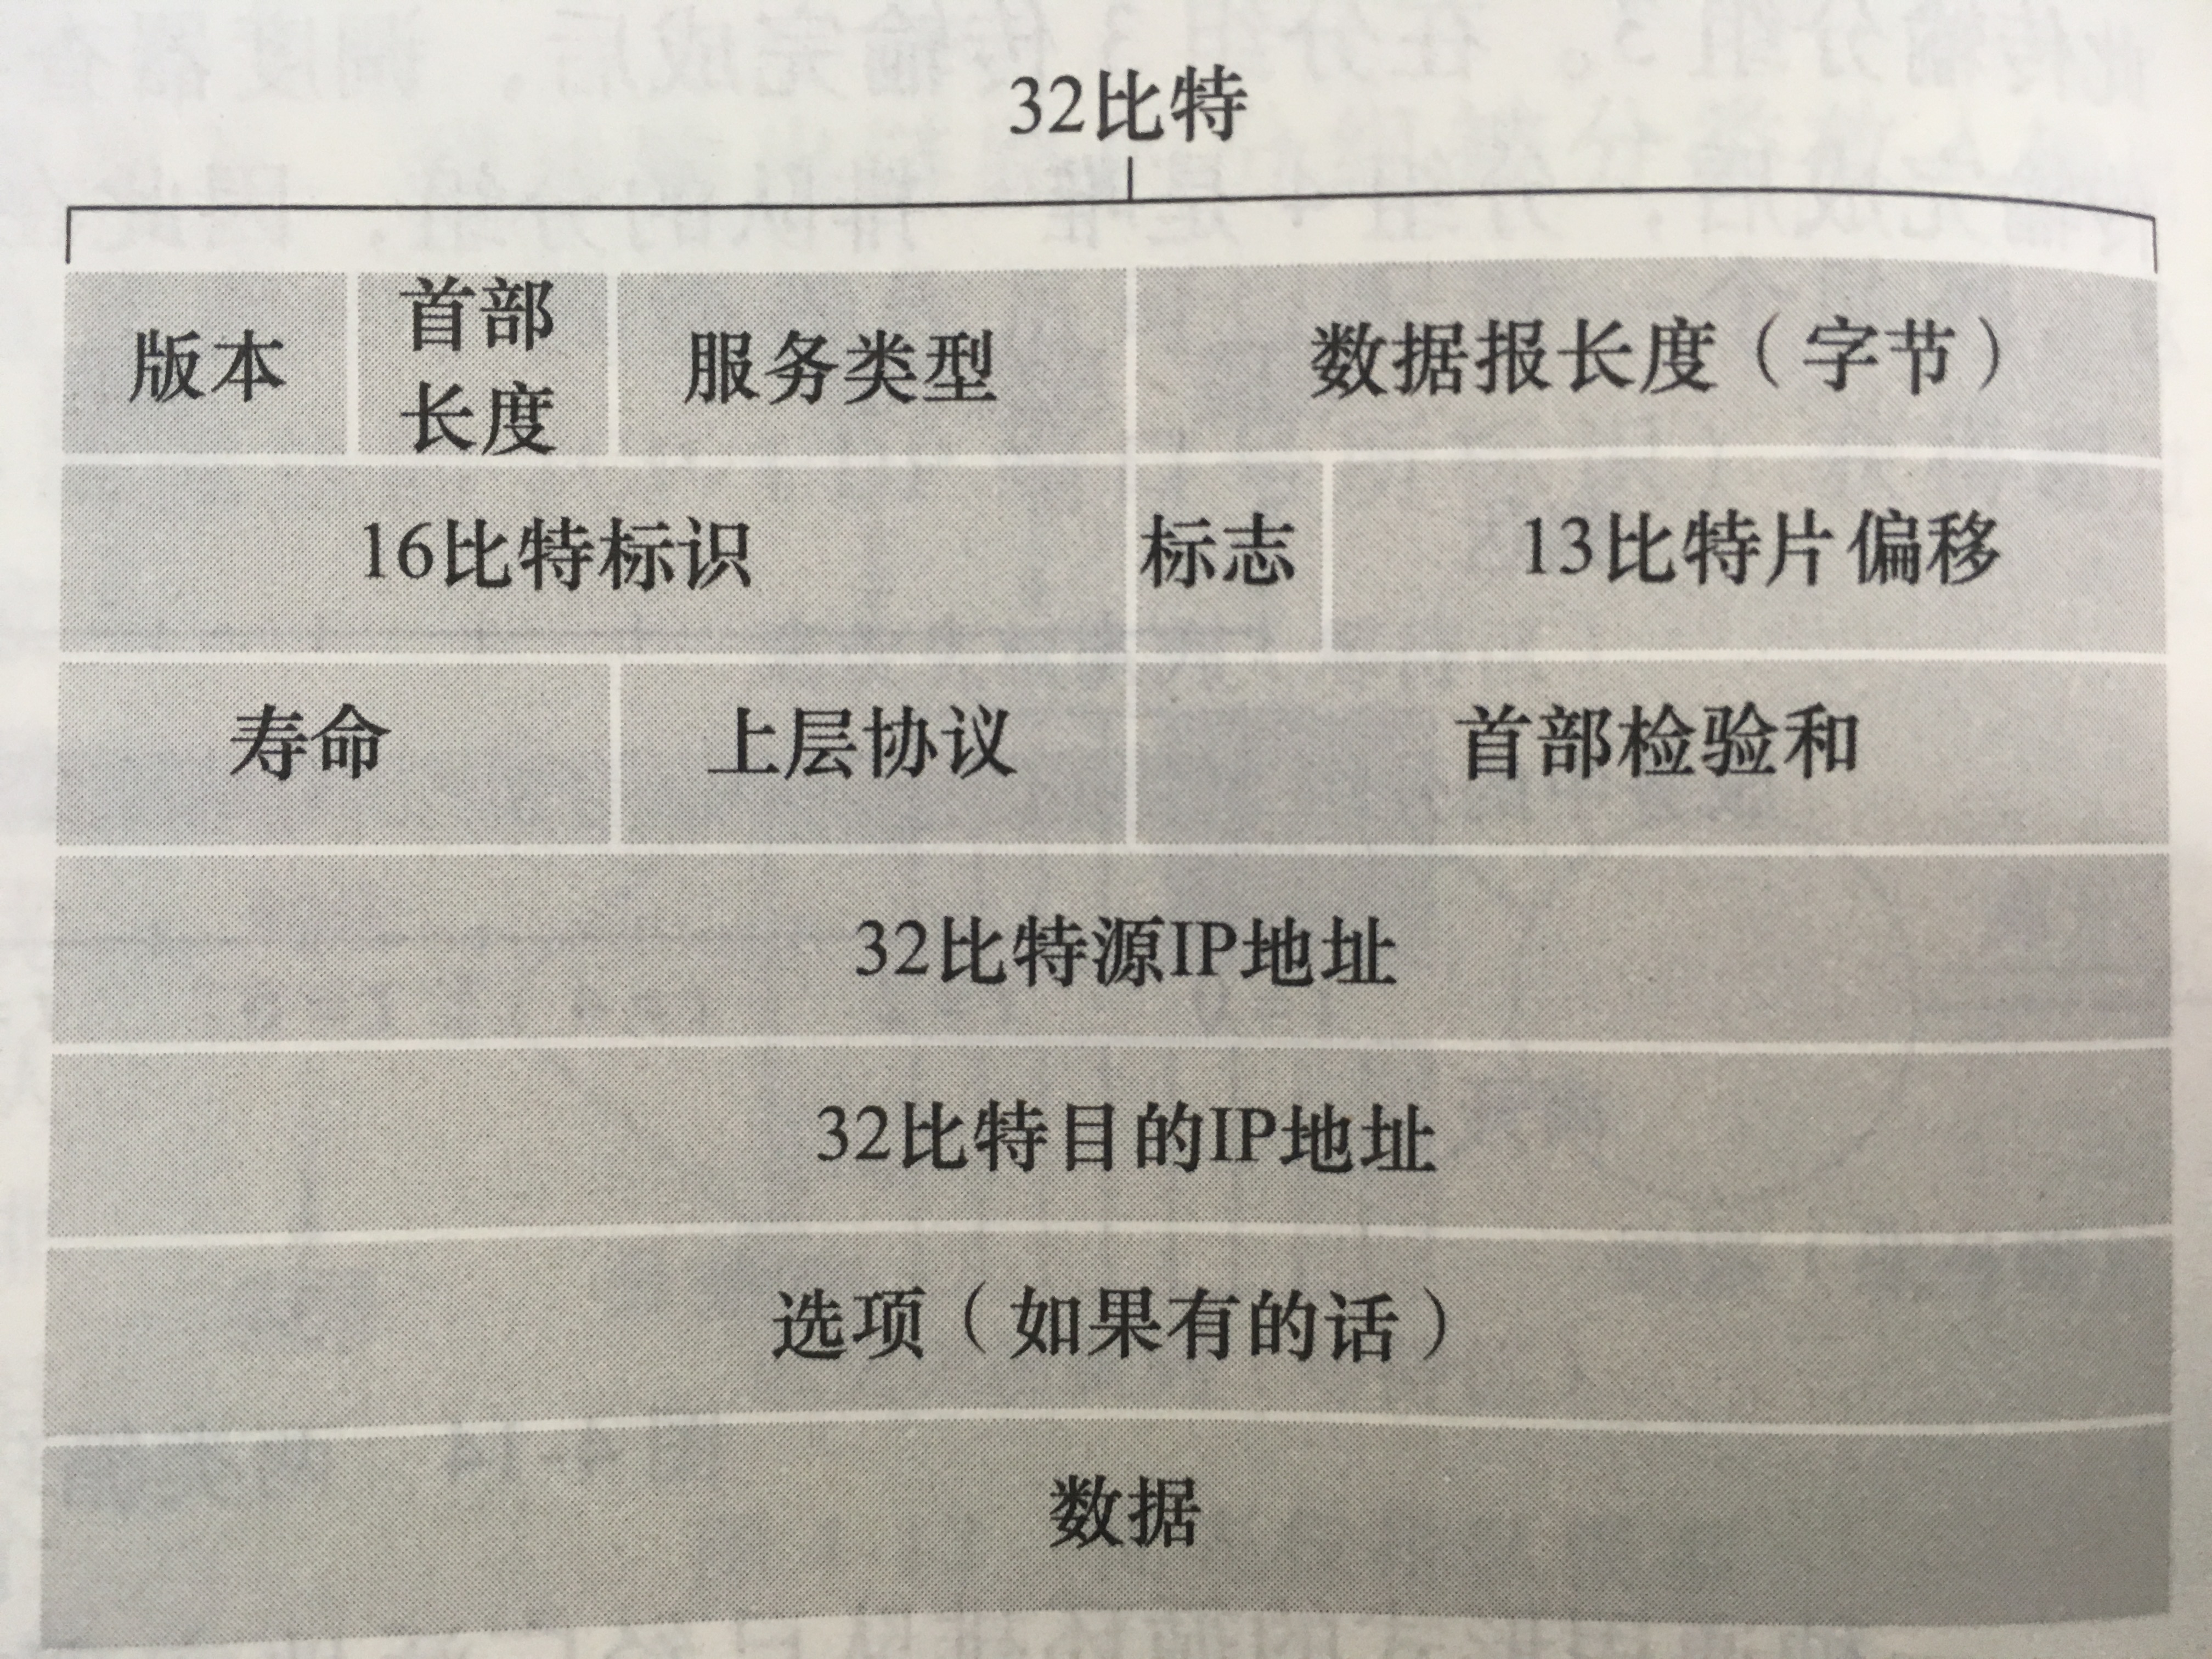 32比特
版本
首部
长度
服务类型
数据报长度（字节）
16比特标识
标志
13比特片偏移
寿命
上层协议
首部检验和
32比特源IP地址
32比特目的IP地址
选项（如果有的话）
数据